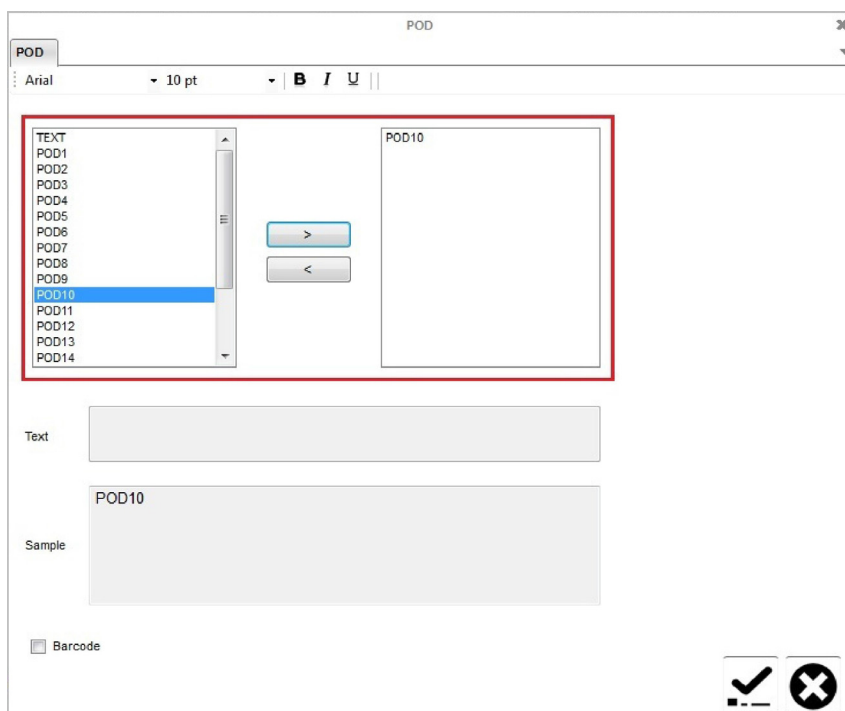 POD
POD
Arial 10 pt B I U
TEXT
POD1
POD2
POD3
POD4
POD5
POD6
POD7
POD8
POD9
POD10
POD11
POD12
POD13
POD14
>
<
POD10
Text
Sample
POD10
Barcode